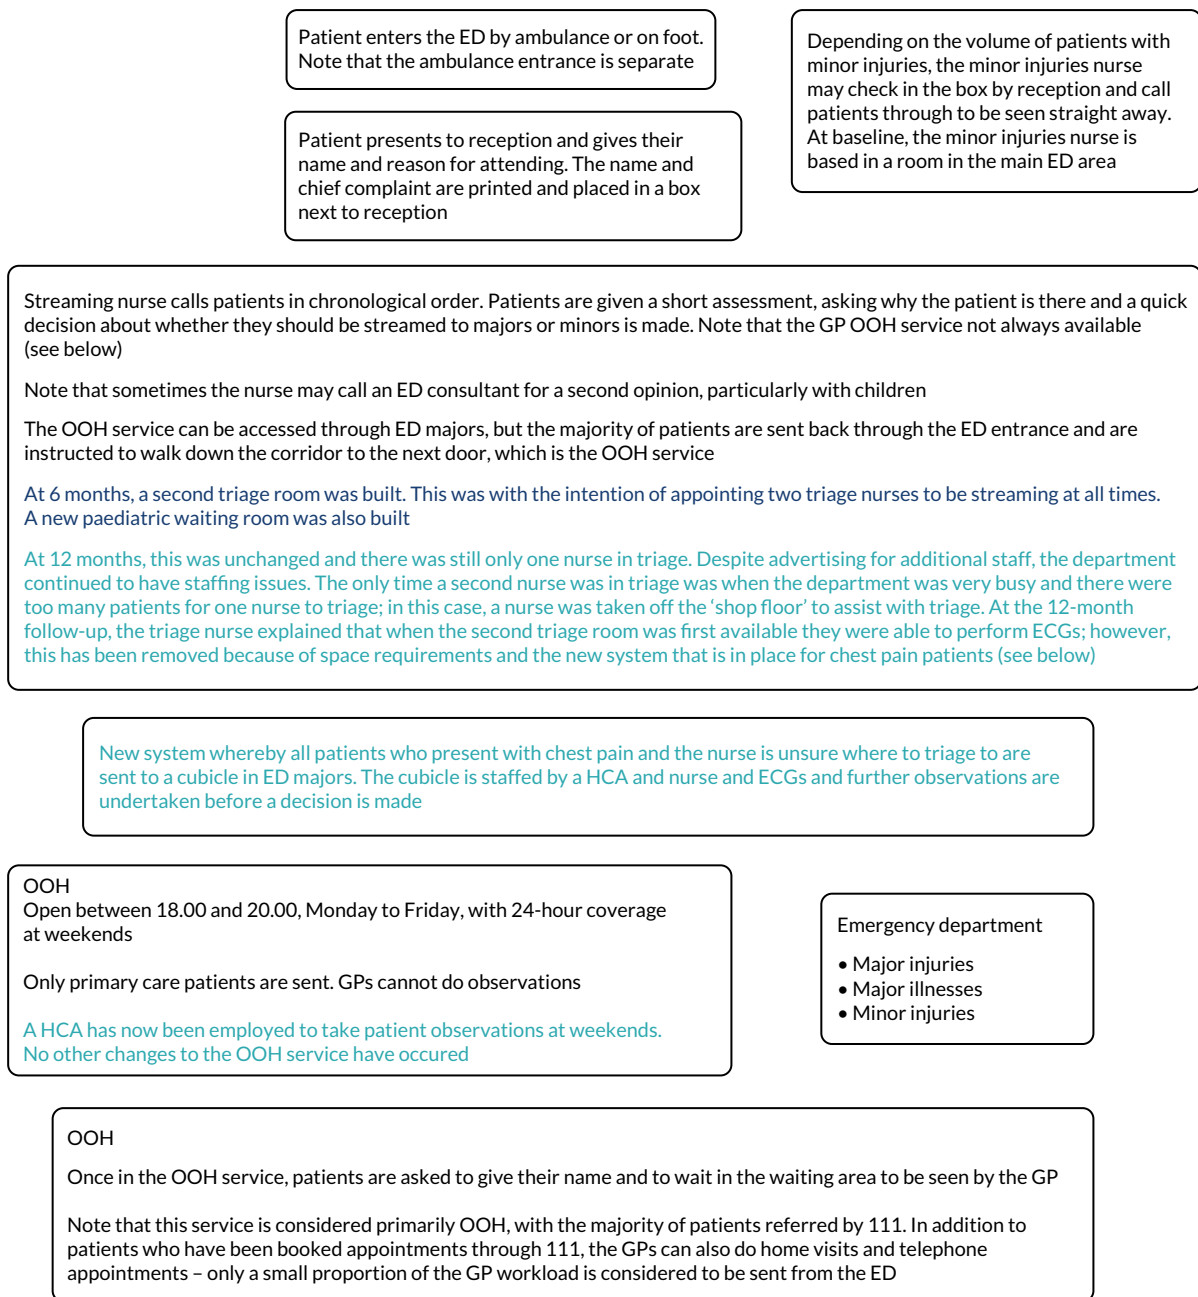 Patient enters the ED by ambulance or on foot.
Note that the ambulance entrance is separate
Depending on the volume of patients with
minor injuries, the minor injuries nurse
may check in the box by reception and call
patients through to be seen straight away.
At baseline, the minor injuries nurse is
based in a room in the main ED area
Patient presents to reception and gives their
name and reason for attending. The name and
chief complaint are printed and placed in a box
next to reception
Streaming nurse calls patients in chronological order. Patients are given a short assessment, asking why the patient is there and a quick
decision about whether they should be streamed to majors or minors is made. Note that the GP OOH service not always available
(see below)
Note that sometimes the nurse may call an ED consultant for a second opinion, particularly with children
The OOH service can be accessed through ED majors, but the majority of patients are sent back through the ED entrance and are
instructed to walk down the corridor to the next door, which is the OOH service
At 6 months, a second triage room was built. This was with the intention of appointing two triage nurses to be streaming at all times.
A new paediatric waiting room was also built
At 12 months, this was unchanged and there was still only one nurse in triage. Despite advertising for additional staff, the department
continued to have staffing issues. The only time a second nurse was in triage was when the department was very busy and there were
too many patients for one nurse to triage; in this case, a nurse was taken off the ‘shop floor’ to assist with triage. At the 12-month
follow-up, the triage nurse explained that when the second triage room was first available they were able to perform ECGs; however,
this has been removed because of space requirements and the new system that is in place for chest pain patients (see below)
New system whereby all patients who present with chest pain and the nurse is unsure where to triage to are
sent to a cubicle in ED majors. The cubicle is staffed by a HCA and nurse and ECGs and further observations are
undertaken before a decision is made
OOH
Open between 18.00 and 20.00, Monday to Friday, with 24-hour coverage
at weekends
Only primary care patients are sent. GPs cannot do observations
A HCA has now been employed to take patient observations at weekends.
No other changes to the OOH service have occured
Emergency department
• Major injuries
• Major illnesses
• Minor injuries
OOH
Once in the OOH service, patients are asked to give their name and to wait in the waiting area to be seen by the GP
Note that this service is considered primarily OOH, with the majority of patients referred by 111. In addition to
patients who have been booked appointments through 111, the GPs can also do home visits and telephone
appointments – only a small proportion of the GP workload is considered to be sent from the ED